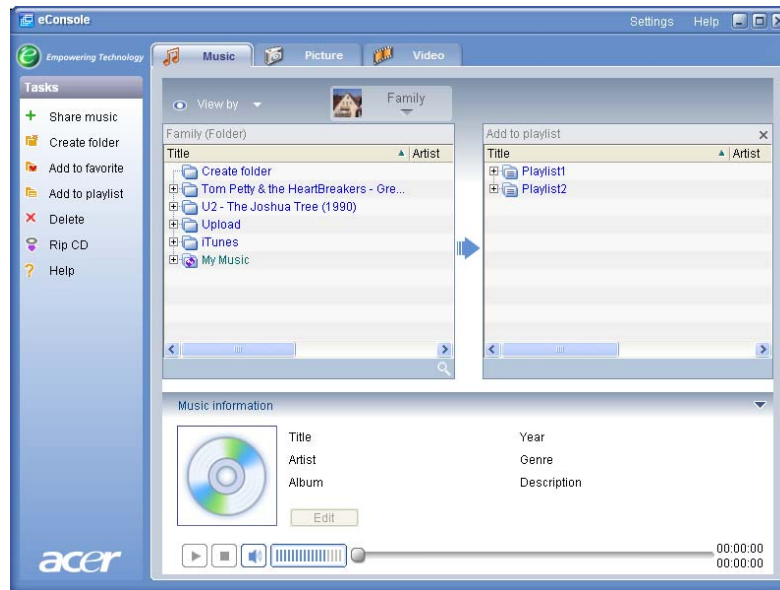 eConsole
Settings Help
Empowering Technology
Music Picture Video
Tasks
Share music
Create folder
Add to favorite
Add to playlist
Delete
Rip CD
Help
View by
Family
Family (Folder)
Title Artist
Create folder
Tom Petty & the HeartBreakers - Gre...
U2 - The Joshua Tree (1990)
Upload
iTunes
My Music
Add to playlist
Title Artist
Playlist1
Playlist2
Music information
Title Year
Artist Genre
Album Description
Edit
00:00:00
00:00:00
acer